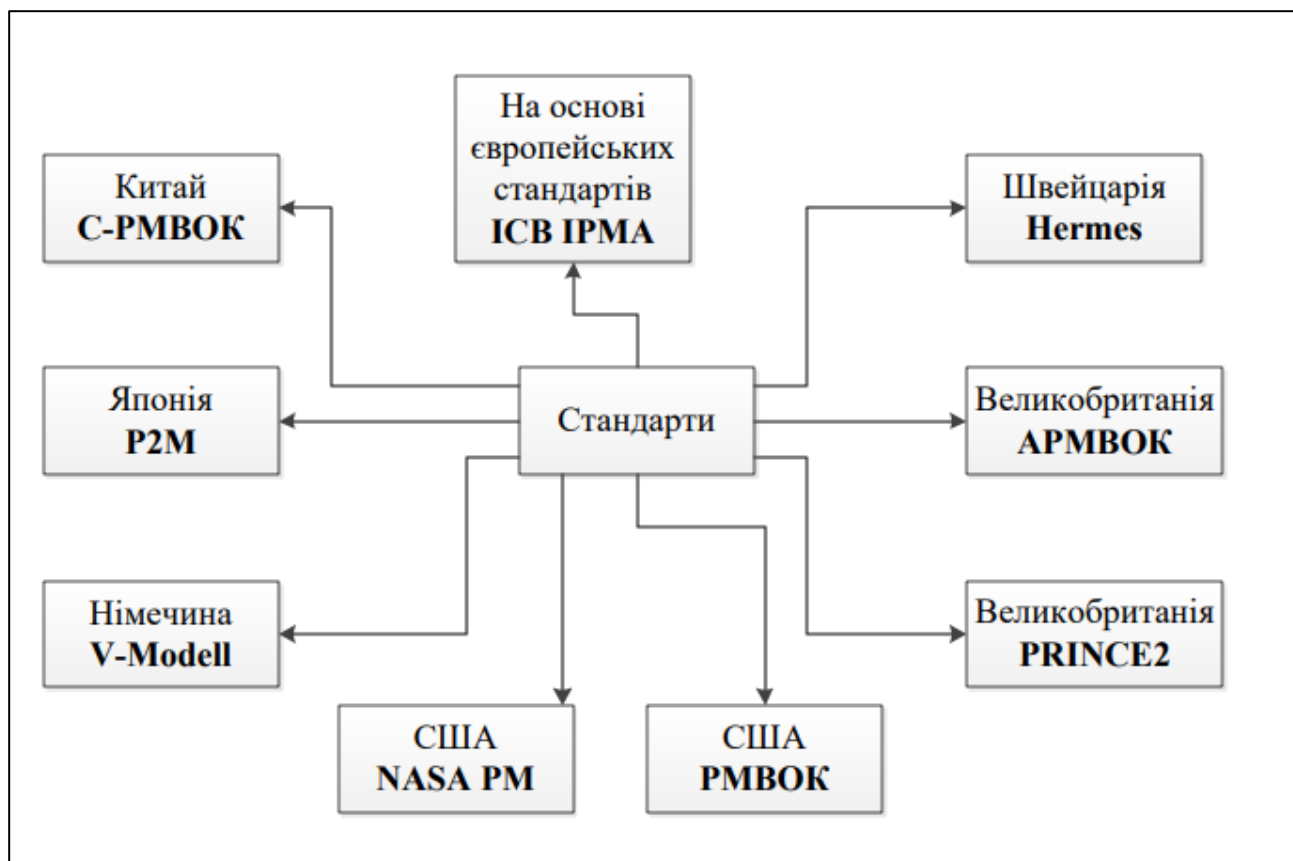 На основі
європейських
стандартів
ICB IPMA
Китай
C-PMBOK
Швейцарія
Hermes
Японія
P2M
Стандарти
Великобританія
APMBOK
Німечина
V-Modell
Великобританія
PRINCE2
США
NASA PM
США
PMBOK